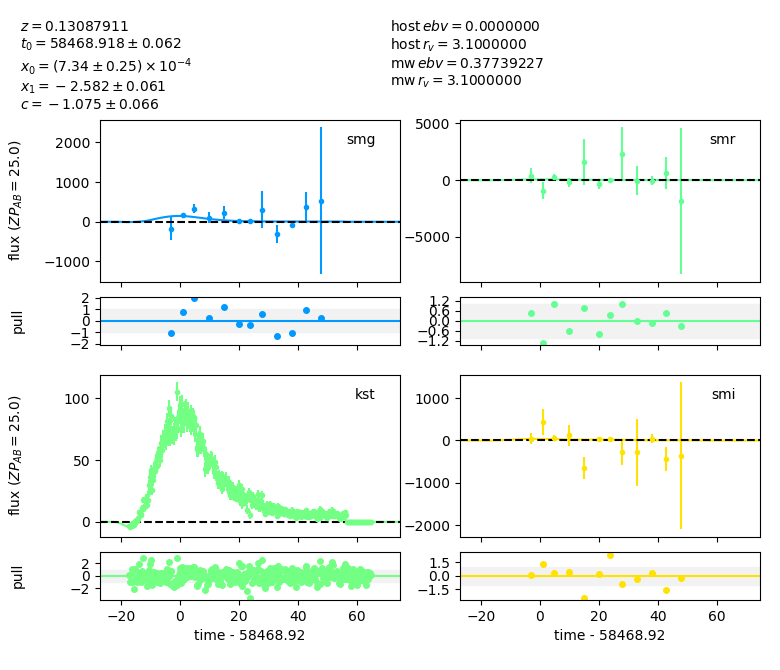 z = 0.13087911
t₀ = 58468.918 ± 0.062
x₀ = (7.34 ± 0.25) × 10⁻⁴
x₁ = −2.582 ± 0.061
c = −1.075 ± 0.066
host ebv = 0.0000000
host r_v = 3.1000000
mw ebv = 0.37739227
mw r_v = 3.1000000
flux (ZP_AB = 25.0)
2000
1000
0
−1000
smg
5000
0
−5000
smr
pull
2
1
0
−1
−2
1.2
0.6
0.0
−0.6
−1.2
flux (ZP_AB = 25.0)
100
50
0
kst
1000
0
−1000
−2000
smi
pull
2
0
−2
−20 0 20 40 60
time - 58468.92
1.5
0.0
−1.5
−20 0 20 40 60
time - 58468.92